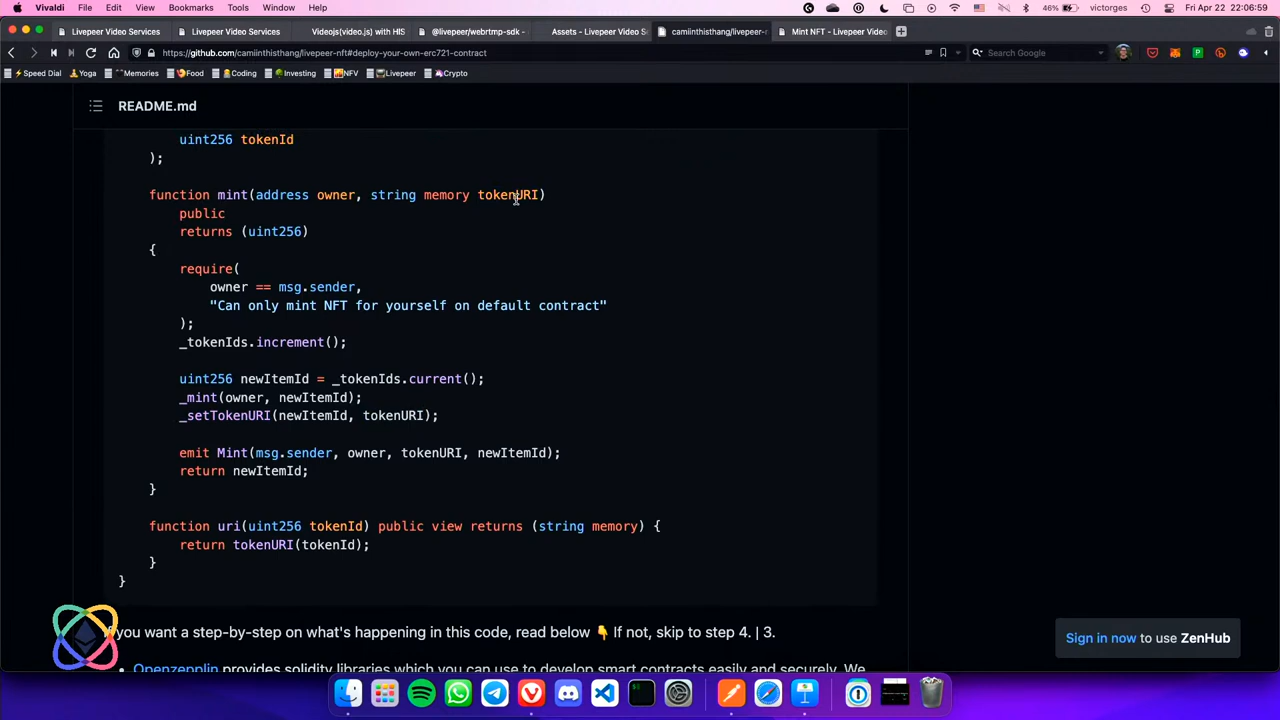 Vivaldi File Edit View Bookmarks Tools Window Help 46% victorges Fri Apr 22 22:06:59
Livepeer Video Services Livepeer Video Services Videojs(video.js) with HIS @livepeer/webrtmp-sdk - Assets - Livepeer Video S camiinthisthang/livepeer- Mint NFT - Livepeer Video
https://github.com/camiinthisthang/livepeer-nft#deploy-your-own-erc721-contract Search Google
Speed Dial Yoga Memories Food Coding Investing NFV Livepeer Crypto
README.md
uint256 tokenId
);
function mint(address owner, string memory tokenURI)
public
returns (uint256)
{
require(
owner == msg.sender,
"Can only mint NFT for yourself on default contract"
);
_tokenIds.increment();
uint256 newItemId = _tokenIds.current();
_mint(owner, newItemId);
_setTokenURI(newItemId, tokenURI);
emit Mint(msg.sender, owner, tokenURI, newItemId);
return newItemId;
}
function uri(uint256 tokenId) public view returns (string memory) {
return tokenURI(tokenId);
}
}
you want a step-by-step on what's happening in this code, read below 👇 If not, skip to step 4. | 3.
Sign in now to use ZenHub
Openzepplin provides solidity libraries which you can use to develop smart contracts easily and securely. We